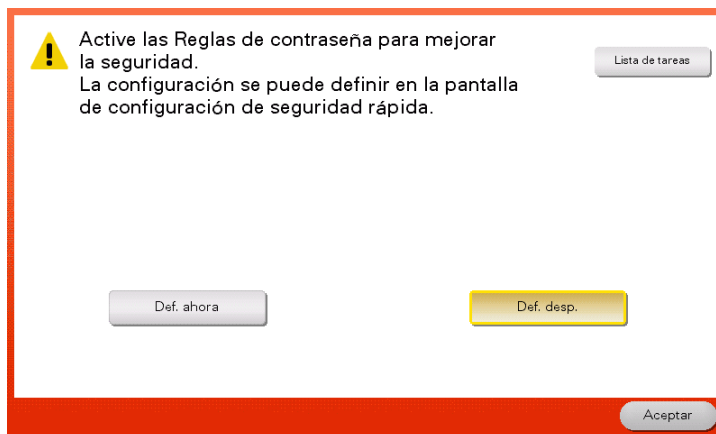 Active las Reglas de contraseña para mejorar
la seguridad.
Lista de tareas
La configuración se puede definir en la pantalla
de configuración de seguridad rápida.
Def. ahora
Def. desp.
Aceptar